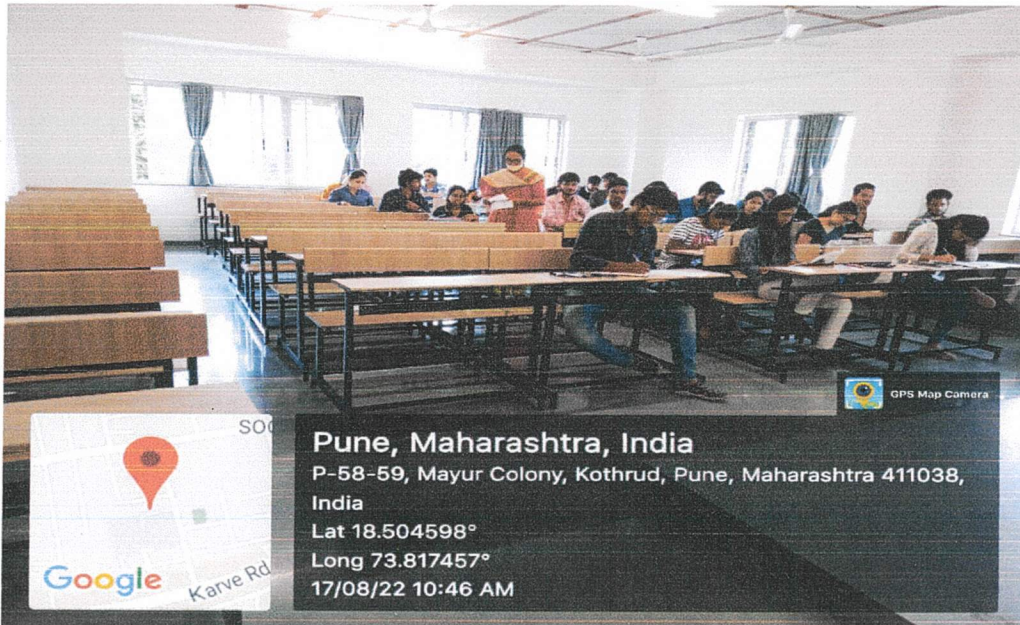 GPS Map Camera
SOC
Pune, Maharashtra, India
P-58-59, Mayur Colony, Kothrud, Pune, Maharashtra 411038,
India
Lat 18.504598°
Long 73.817457°
17/08/22 10:46 AM
Google
Karve Rd